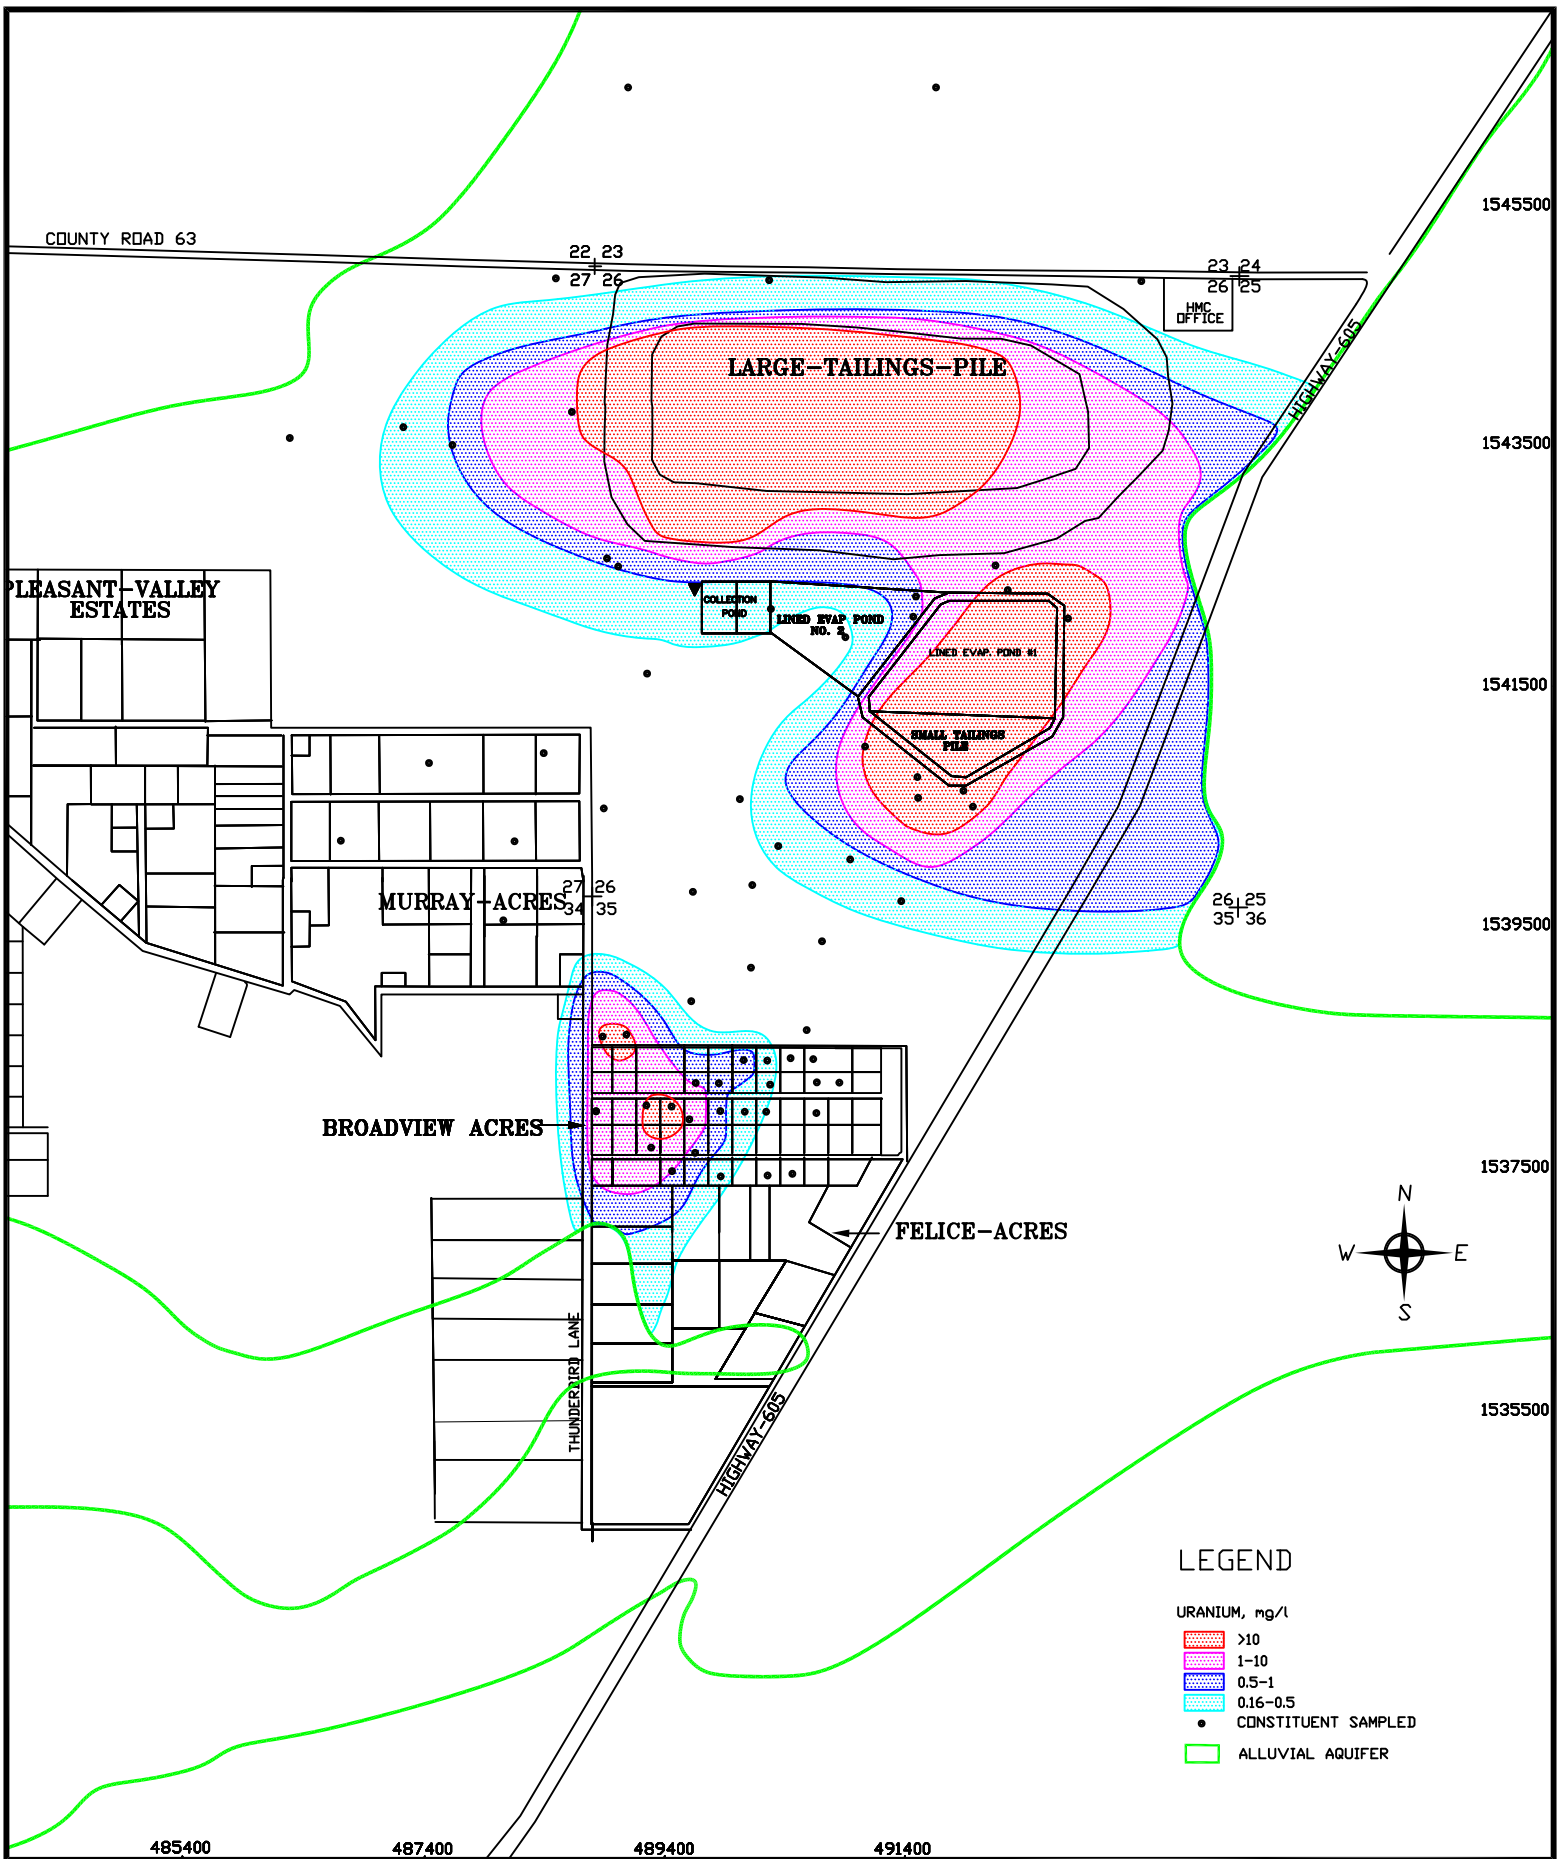 1545500
COUNTY ROAD 63
22 23
27 26
23 24
26 25
HMC
OFFICE
HIGHWAY-605
LARGE-TAILINGS-PILE
1543500
PLEASANT-VALLEY
ESTATES
COLLECTION
POND
LINED EVAP POND
NO. 2
LINED EVAP. POND #1
1541500
SMALL TAILINGS
PILE
MURRAY-ACRES
27 26
34 35
26 25
35 36
1539500
BROADVIEW ACRES
1537500
FELICE-ACRES
N
W E
S
THUNDERBIRD LANE
HIGHWAY-605
1535500
LEGEND
URANIUM, mg/l
>10
1-10
0.5-1
0.16-0.5
CONSTITUENT SAMPLED
ALLUVIAL AQUIFER
485400 487400 489400 491400